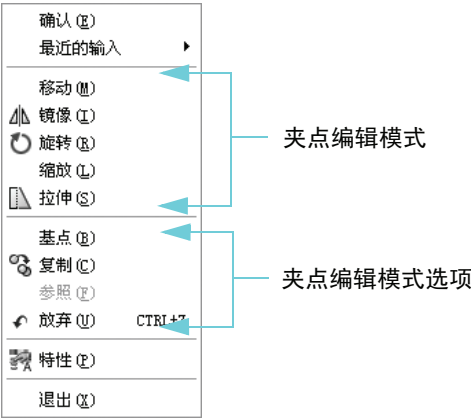 确认(E)
最近的输入
移动(M)
镜像(I)
旋转(R)
缩放(L)
拉伸(S)
夹点编辑模式
基点(B)
复制(C)
参照(F)
放弃(U) CTRL+Z
夹点编辑模式选项
特性(P)
退出(X)